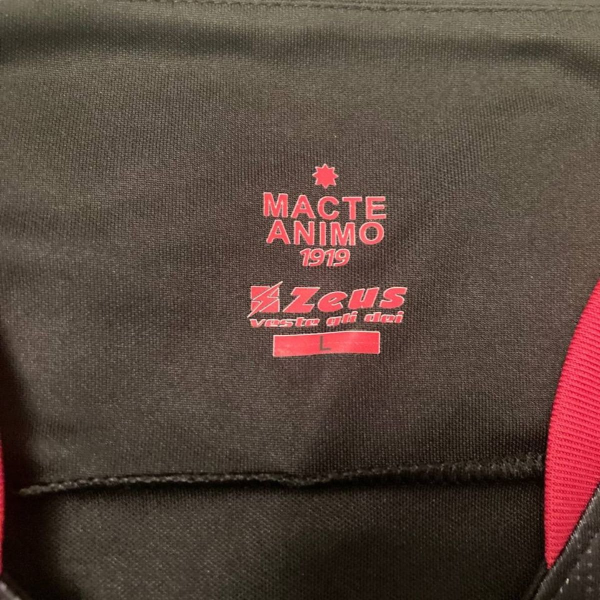 MACTE
ANIMO
1919
Zeus
veste gli dei
L